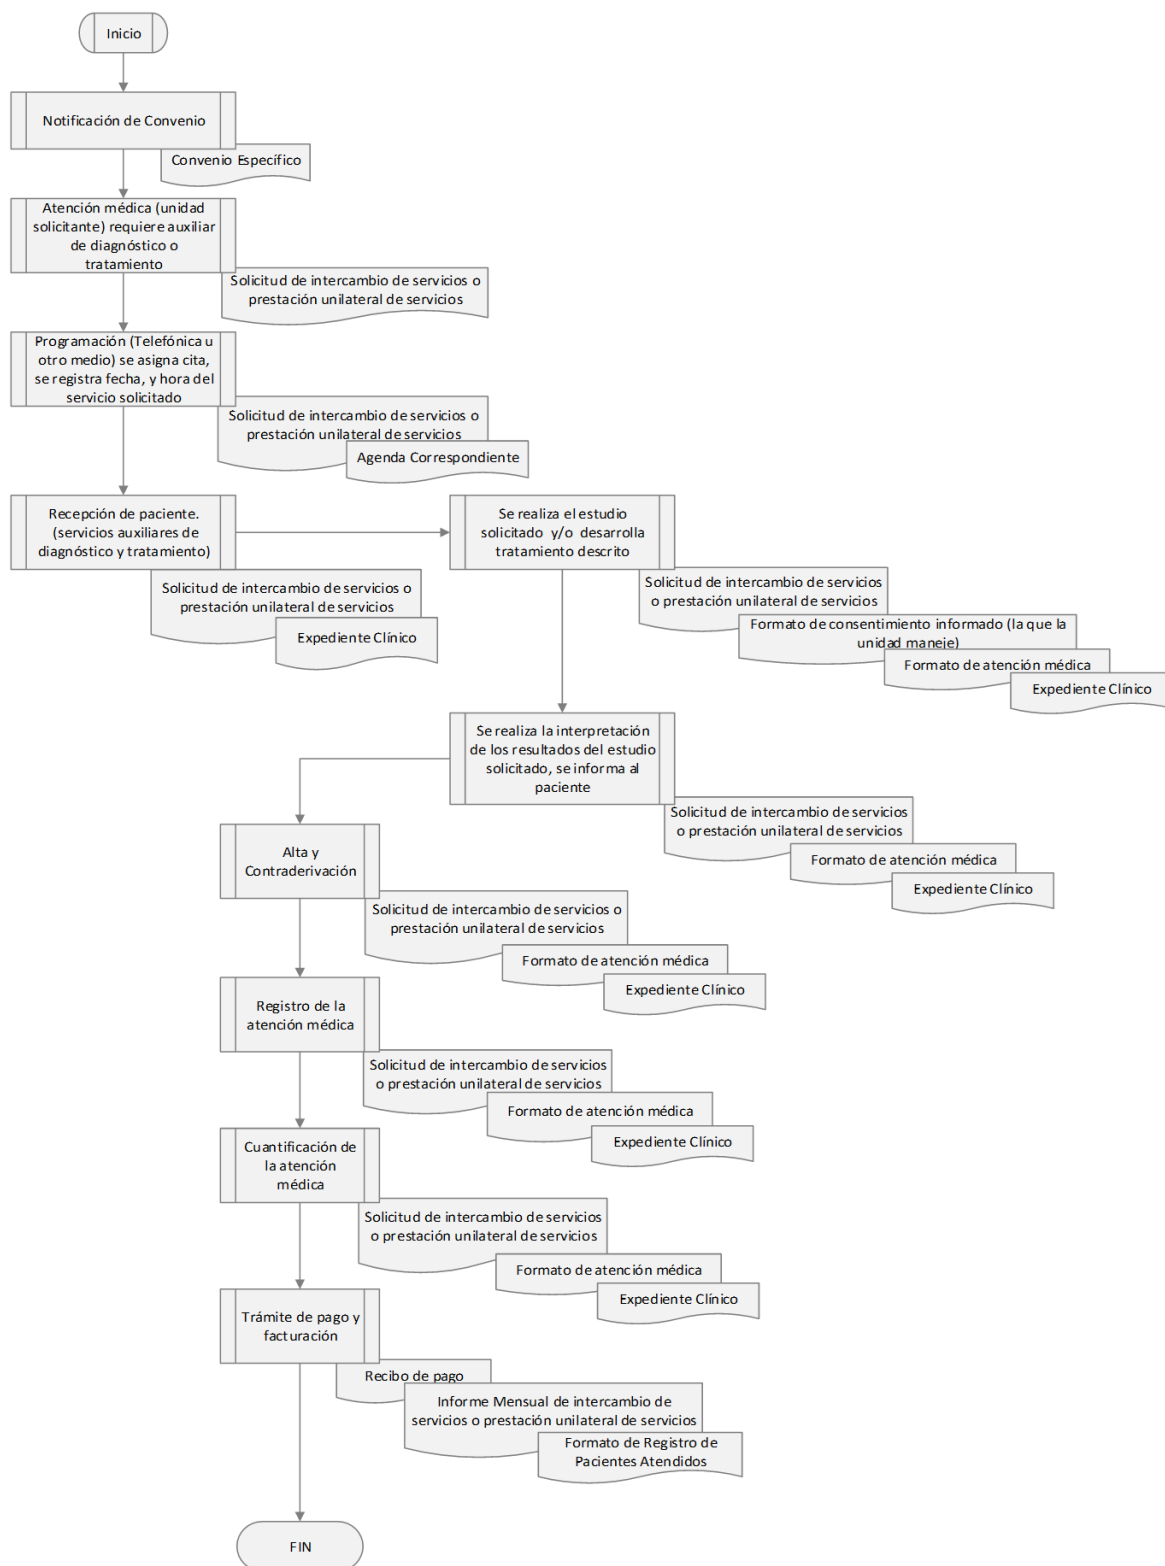 Inicio
Notificación de Convenio
Convenio Específico
Atención médica (unidad
solicitante) requiere auxiliar
de diagnóstico o
tratamiento
Solicitud de intercambio de servicios o
prestación unilateral de servicios
Programación (Telefónica u
otro medio) se asigna cita,
se registra fecha, y hora del
servicio solicitado
Solicitud de intercambio de servicios o
prestación unilateral de servicios
Agenda Correspondiente
Recepción de paciente.
(servicios auxiliares de
diagnóstico y tratamiento)
Solicitud de intercambio de servicios o
prestación unilateral de servicios
Expediente Clínico
Se realiza el estudio
solicitado y/o desarrolla
tratamiento descrito
Solicitud de intercambio de servicios
o prestación unilateral de servicios
Formato de consentimiento informado (la que la
unidad maneje)
Formato de atención médica
Expediente Clínico
Se realiza la interpretación
de los resultados del estudio
solicitado, se informa al
paciente
Solicitud de intercambio de servicios
o prestación unilateral de servicios
Formato de atención médica
Expediente Clínico
Alta y
Contraderivación
Solicitud de intercambio de servicios o
prestación unilateral de servicios
Formato de atención médica
Expediente Clínico
Registro de la
atención médica
Solicitud de intercambio de servicios
o prestación unilateral de servicios
Formato de atención médica
Expediente Clínico
Cuantificación de
la atención
médica
Solicitud de intercambio de servicios
o prestación unilateral de servicios
Formato de atención médica
Expediente Clínico
Trámite de pago y
facturación
Recibo de pago
Informe Mensual de intercambio de
servicios o prestación unilateral de servicios
Formato de Registro de
Pacientes Atendidos
FIN